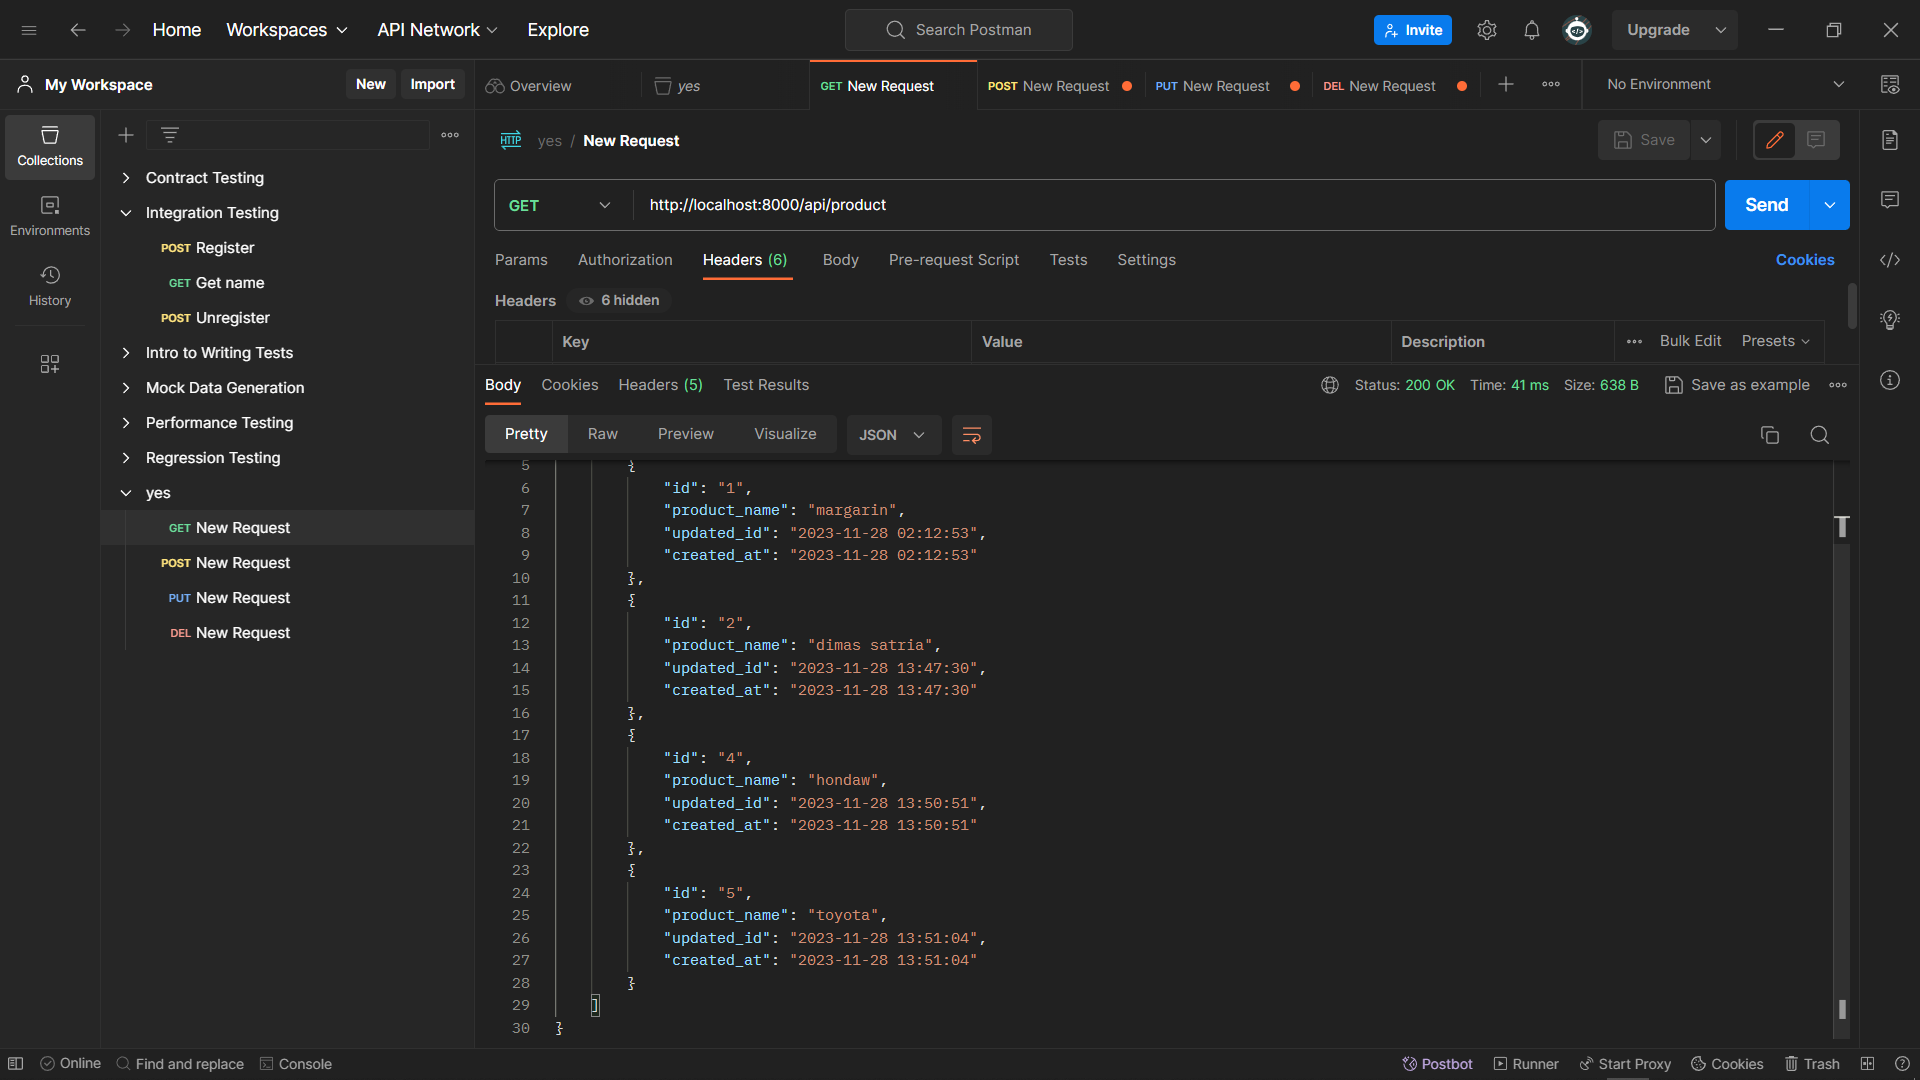 Home Workspaces API Network Explore Search Postman Invite Upgrade
My Workspace New Import Overview yes GET New Request POST New Request PUT New Request DEL New Request No Environment
Collections
Environments
History
Contract Testing
Integration Testing
POST Register
GET Get name
POST Unregister
Intro to Writing Tests
Mock Data Generation
Performance Testing
Regression Testing
yes
GET New Request
POST New Request
PUT New Request
DEL New Request
HTTP yes / New Request Save
GET http://localhost:8000/api/product Send
Params Authorization Headers (6) Body Pre-request Script Tests Settings Cookies
Headers 6 hidden
Key Value Description Bulk Edit Presets
Body Cookies Headers (5) Test Results Status: 200 OK Time: 41 ms Size: 638 B Save as example
Pretty Raw Preview Visualize JSON
5 {
6 "id": "1",
7 "product_name": "margarin",
8 "updated_id": "2023-11-28 02:12:53",
9 "created_at": "2023-11-28 02:12:53"
10 },
11 {
12 "id": "2",
13 "product_name": "dimas satria",
14 "updated_id": "2023-11-28 13:47:30",
15 "created_at": "2023-11-28 13:47:30"
16 },
17 {
18 "id": "4",
19 "product_name": "hondaw",
20 "updated_id": "2023-11-28 13:50:51",
21 "created_at": "2023-11-28 13:50:51"
22 },
23 {
24 "id": "5",
25 "product_name": "toyota",
26 "updated_id": "2023-11-28 13:51:04",
27 "created_at": "2023-11-28 13:51:04"
28 }
29 ]
30 }
Online Find and replace Console Postbot Runner Start Proxy Cookies Trash